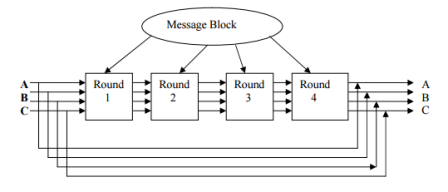 Message Block
A Round 1 Round 2 Round 3 Round 4 A
B B
C C